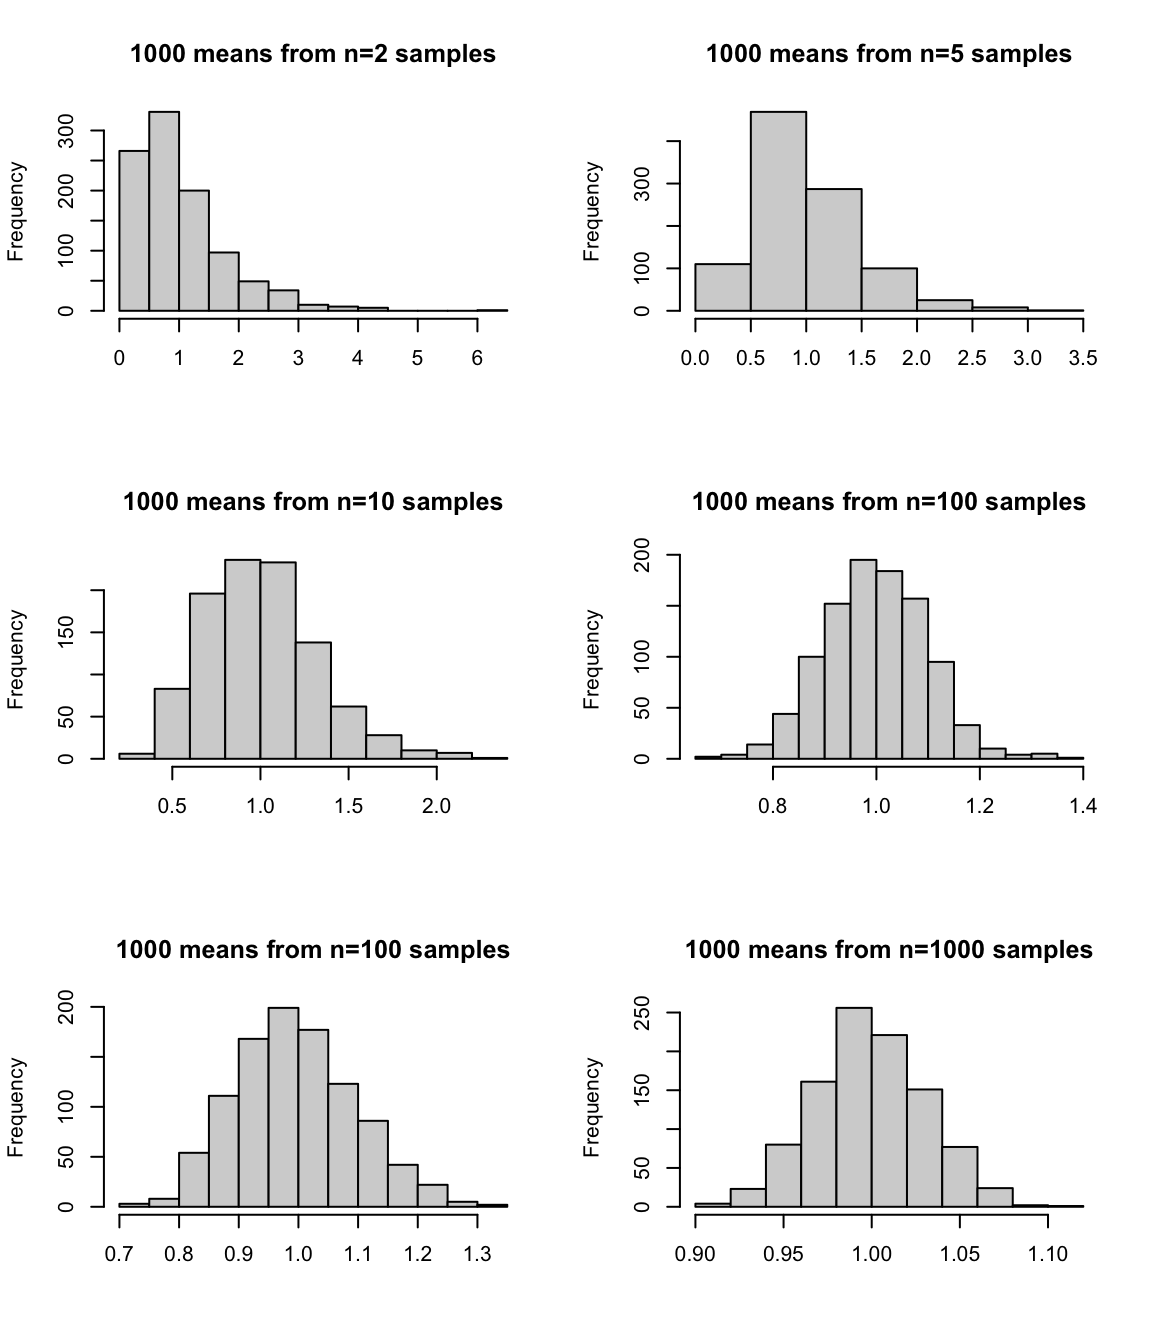 1000 means from n=2 samples
Frequency
0 100 200 300
0 1 2 3 4 5 6
1000 means from n=5 samples
Frequency
0 100 300
0.0 0.5 1.0 1.5 2.0 2.5 3.0 3.5
1000 means from n=10 samples
Frequency
0 50 150
0.5 1.0 1.5 2.0
1000 means from n=100 samples
Frequency
0 50 100 200
0.8 1.0 1.2 1.4
1000 means from n=100 samples
Frequency
0 50 100 200
0.7 0.8 0.9 1.0 1.1 1.2 1.3
1000 means from n=1000 samples
Frequency
0 50 150 250
0.90 0.95 1.00 1.05 1.10